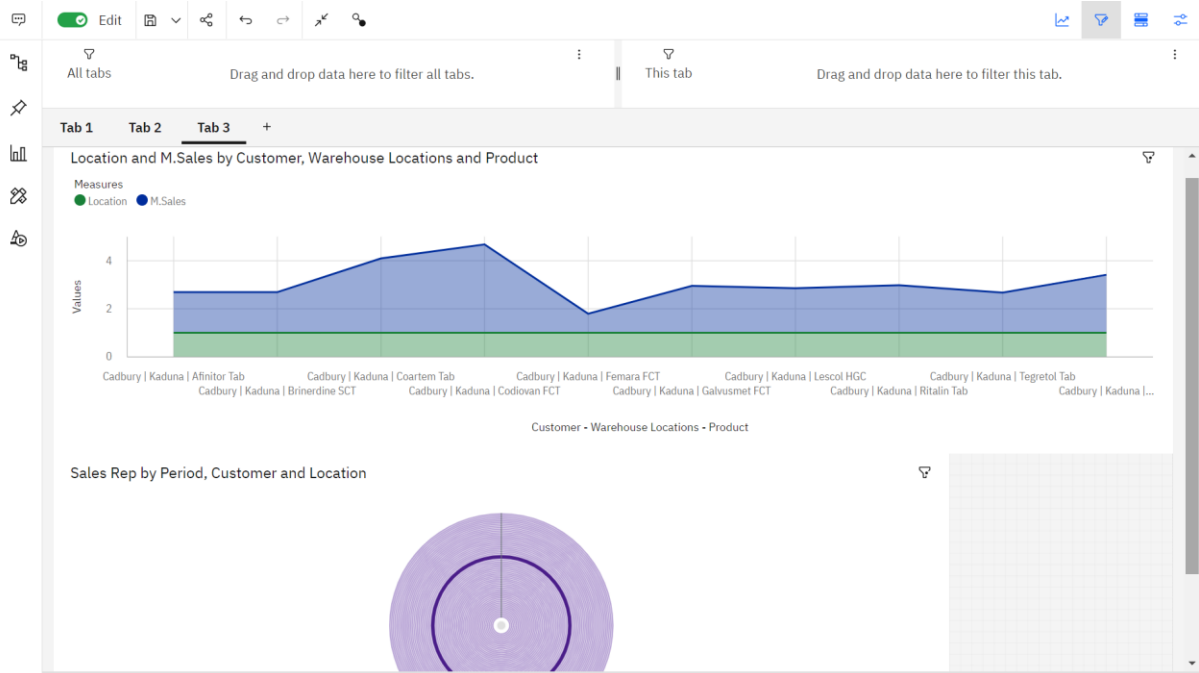 Edit
All tabs
Drag and drop data here to filter all tabs.
This tab
Drag and drop data here to filter this tab.
Tab 1
Tab 2
Tab 3
+
Location and M.Sales by Customer, Warehouse Locations and Product
Measures
Location
M.Sales
Values
4
2
0
Cadbury | Kaduna | Afinitor Tab
Cadbury | Kaduna | Brinerdine SCT
Cadbury | Kaduna | Coartem Tab
Cadbury | Kaduna | Codiovan FCT
Cadbury | Kaduna | Femara FCT
Cadbury | Kaduna | Galvusmet FCT
Cadbury | Kaduna | Lescol HGC
Cadbury | Kaduna | Ritalin Tab
Cadbury | Kaduna | Tegretol Tab
Cadbury | Kaduna |...
Customer - Warehouse Locations - Product
Sales Rep by Period, Customer and Location